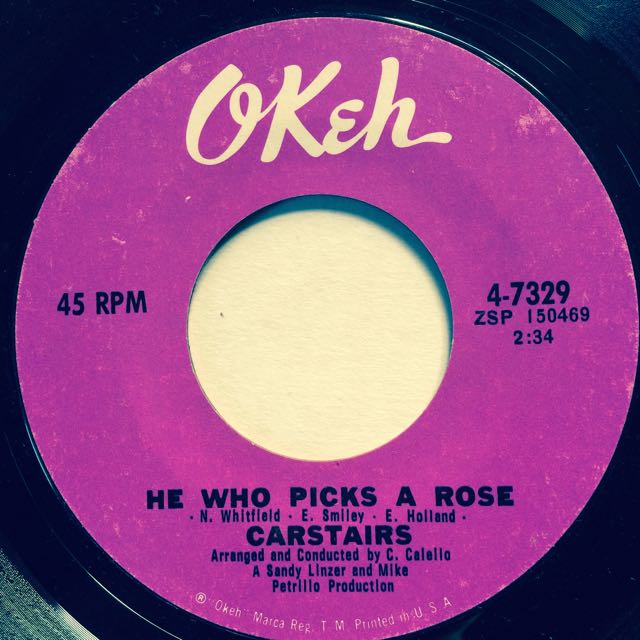 OKeh
45 RPM
4-7329
ZSP 150469
2:34
HE WHO PICKS A ROSE
· N. Whitfield · E. Smiley · E. Holland ·
CARSTAIRS
Arranged and Conducted by C. Calello
A Sandy Linzer and Mike
Petrillo Production
® "Okeh" Marca Reg. T M Printed in U S A